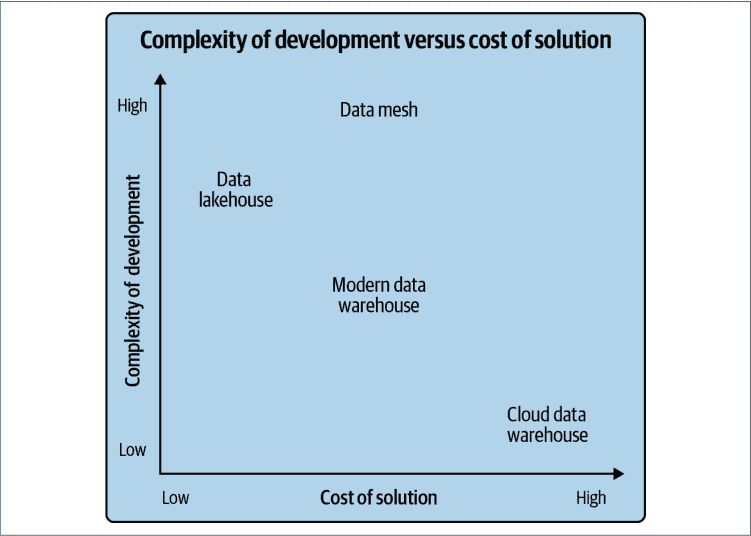 Complexity of development versus cost of solution
High
Data mesh
Data
lakehouse
Complexity of development
Modern data
warehouse
Cloud data
warehouse
Low
Low
Cost of solution
High